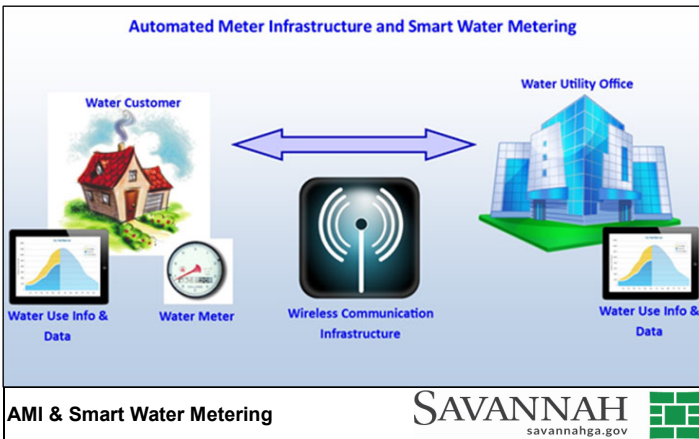 Automated Meter Infrastructure and Smart Water Metering
Water Customer
Water Utility Office
Water Use Info &
Data
Water Meter
Wireless Communication
Infrastructure
Water Use Info &
Data
AMI & Smart Water Metering
SAVANNAH
savannahga.gov